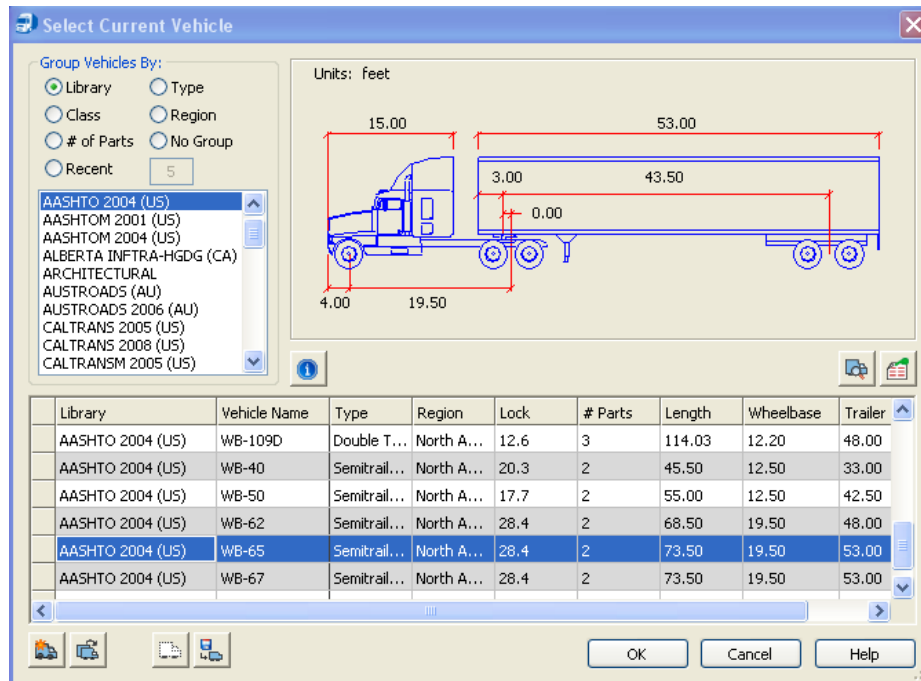 Select Current Vehicle
Group Vehicles By:
Library Type
Class Region
# of Parts No Group
Recent 5
AASHTO 2004 (US)
AASHTOM 2001 (US)
AASHTOM 2004 (US)
ALBERTA INFTRA-HGDG (CA)
ARCHITECTURAL
AUSTROADS (AU)
AUSTROADS 2006 (AU)
CALTRANS 2005 (US)
CALTRANS 2008 (US)
CALTRANSM 2005 (US)
Units: feet
15.00 53.00
3.00 43.50
0.00
4.00 19.50
Library Vehicle Name Type Region Lock # Parts Length Wheelbase Trailer
AASHTO 2004 (US) WB-109D Double T... North A... 12.6 3 114.03 12.20 48.00
AASHTO 2004 (US) WB-40 Semitrail... North A... 20.3 2 45.50 12.50 33.00
AASHTO 2004 (US) WB-50 Semitrail... North A... 17.7 2 55.00 12.50 42.50
AASHTO 2004 (US) WB-62 Semitrail... North A... 28.4 2 68.50 19.50 48.00
AASHTO 2004 (US) WB-65 Semitrail... North A... 28.4 2 73.50 19.50 53.00
AASHTO 2004 (US) WB-67 Semitrail... North A... 28.4 2 73.50 19.50 53.00
OK Cancel Help